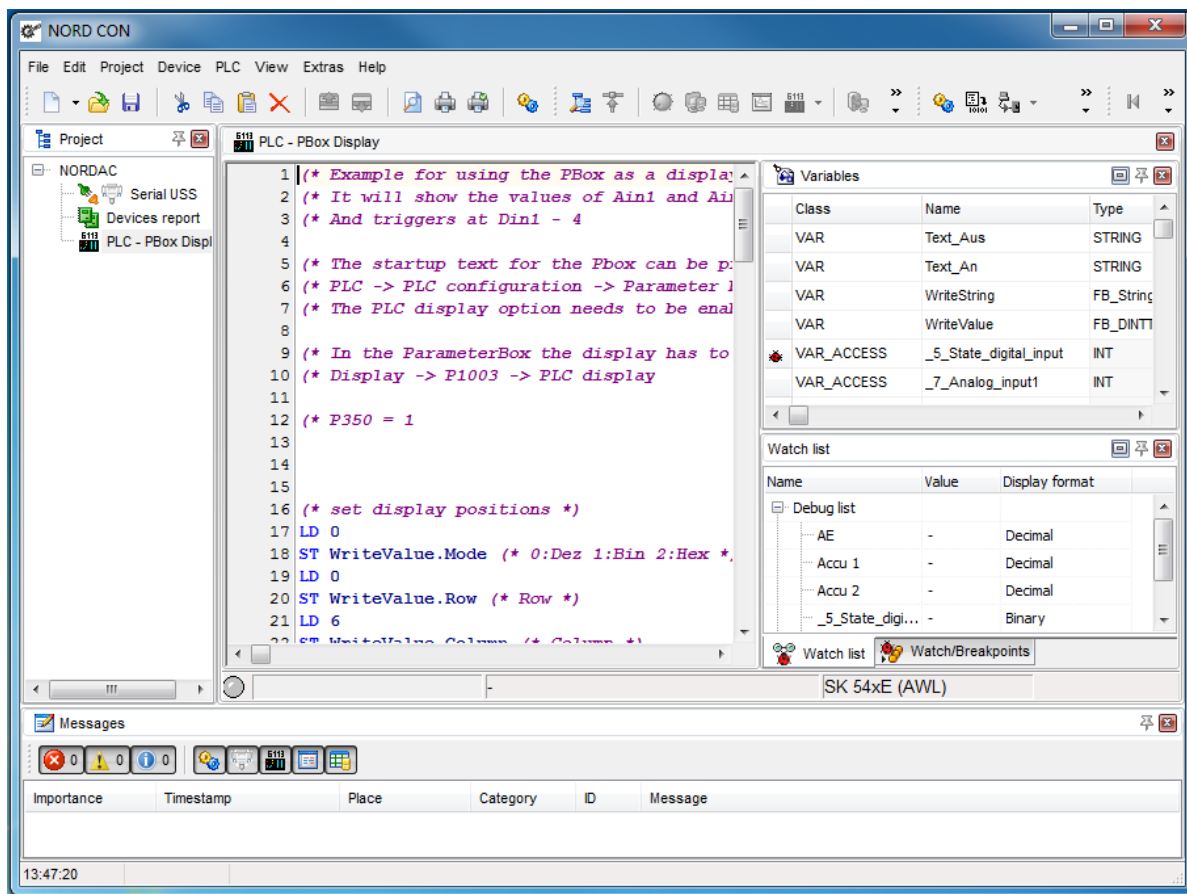 NORD CON
File Edit Project Device PLC View Extras Help
Project
NORDAC
Serial USS
Devices report
PLC - PBox Displ
PLC - PBox Display
1 (* Example for using the PBox as a display
2 (* It will show the values of Ain1 and Ain
3 (* And triggers at Din1 - 4
4
5 (* The startup text for the Pbox can be
6 (* PLC -> PLC configuration -> Parameter
7 (* The PLC display option needs to be
8
9 (* In the ParameterBox the display has to
10 (* Display -> P1003 -> PLC display
11
12 (* P350 = 1
13
14
15
16 (* set display positions *)
17 LD 0
18 ST WriteValue.Mode (* 0:Dez 1:Bin 2:Hex *
19 LD 0
20 ST WriteValue.Row (* Row *)
21 LD 6
22 ST WriteValue.Column (* Column *)
Variables
Class Name Type
VAR Text_Aus STRING
VAR Text_An STRING
VAR WriteString FB_String
VAR WriteValue FB_DINTT
VAR_ACCESS _5_State_digital_input INT
VAR_ACCESS _7_Analog_input1 INT
Watch list
Name Value Display format
Debug list
AE - Decimal
Accu 1 - Decimal
Accu 2 - Decimal
_5_State_digi... - Binary
Watch list Watch/Breakpoints
- SK 54xE (AWL)
Messages
0 0 0
Importance Timestamp Place Category ID Message
13:47:20